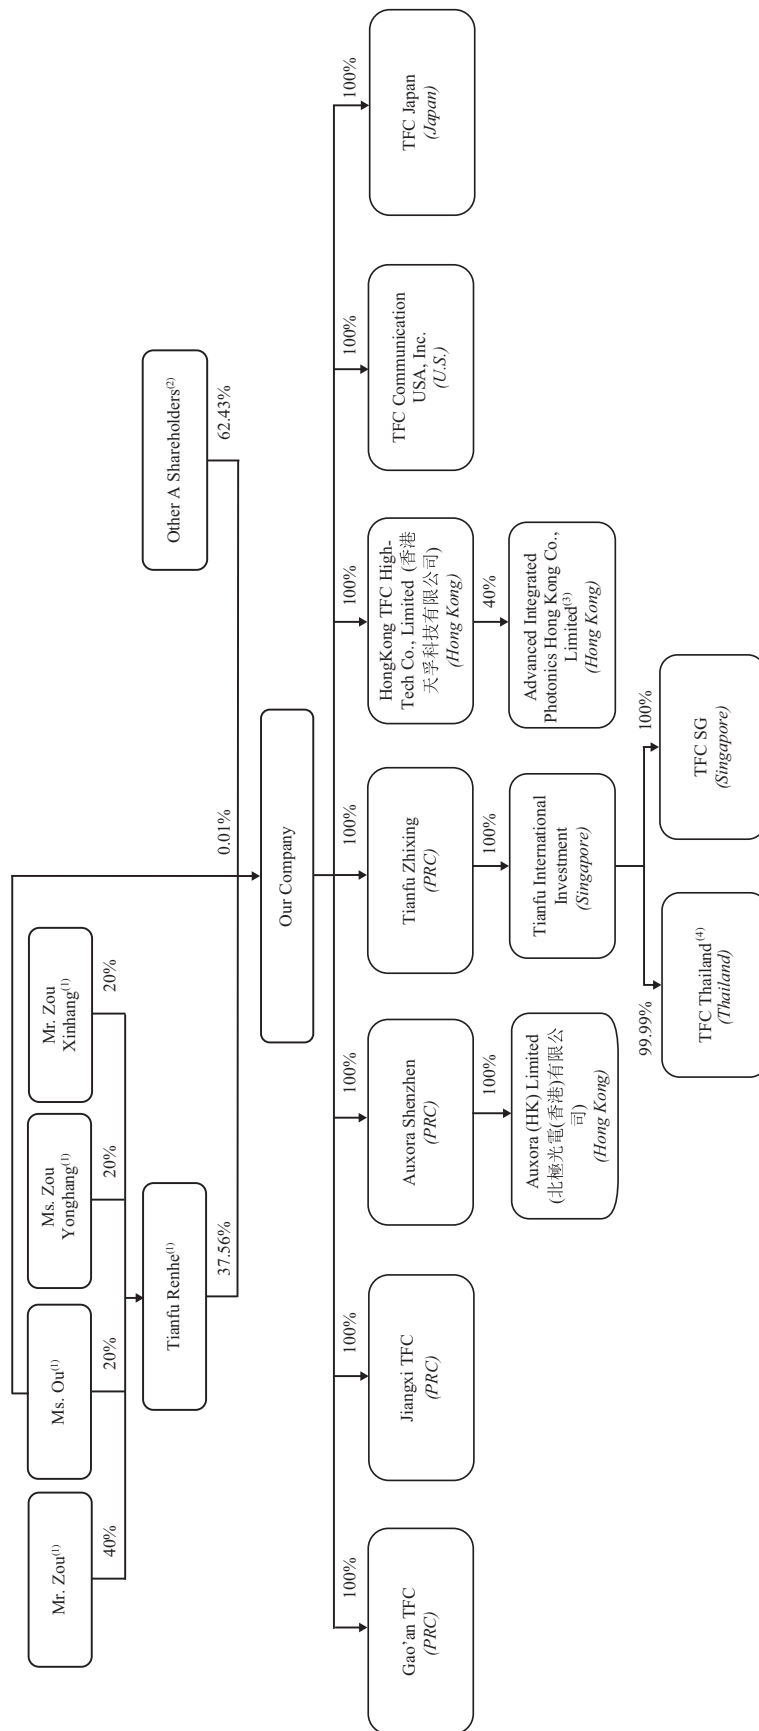 Mr. Zou(1)
Ms. Ou(1)
Ms. Zou
Yonghang(1)
Mr. Zou
Xinhang(1)
40%
20%
20%
20%
Tianfu Renhe(1)
Other A Shareholders(2)
37.56%
0.01%
62.43%
Our Company
100%
100%
100%
100%
100%
100%
100%
Gao’an TFC
(PRC)
Jiangxi TFC
(PRC)
Auxora Shenzhen
(PRC)
Tianfu Zhixing
(PRC)
HongKong TFC High-
Tech Co., Limited (香港
天孚科技有限公司)
(Hong Kong)
TFC Communication
USA, Inc.
(U.S.)
TFC Japan
(Japan)
100%
100%
40%
Auxora (HK) Limited
(北極光電(香港)有限公
司)
(Hong Kong)
Tianfu International
Investment
(Singapore)
Advanced Integrated
Photonics Hong Kong Co.,
Limited(3)
(Hong Kong)
99.99%
100%
TFC Thailand(4)
(Thailand)
TFC SG
(Singapore)